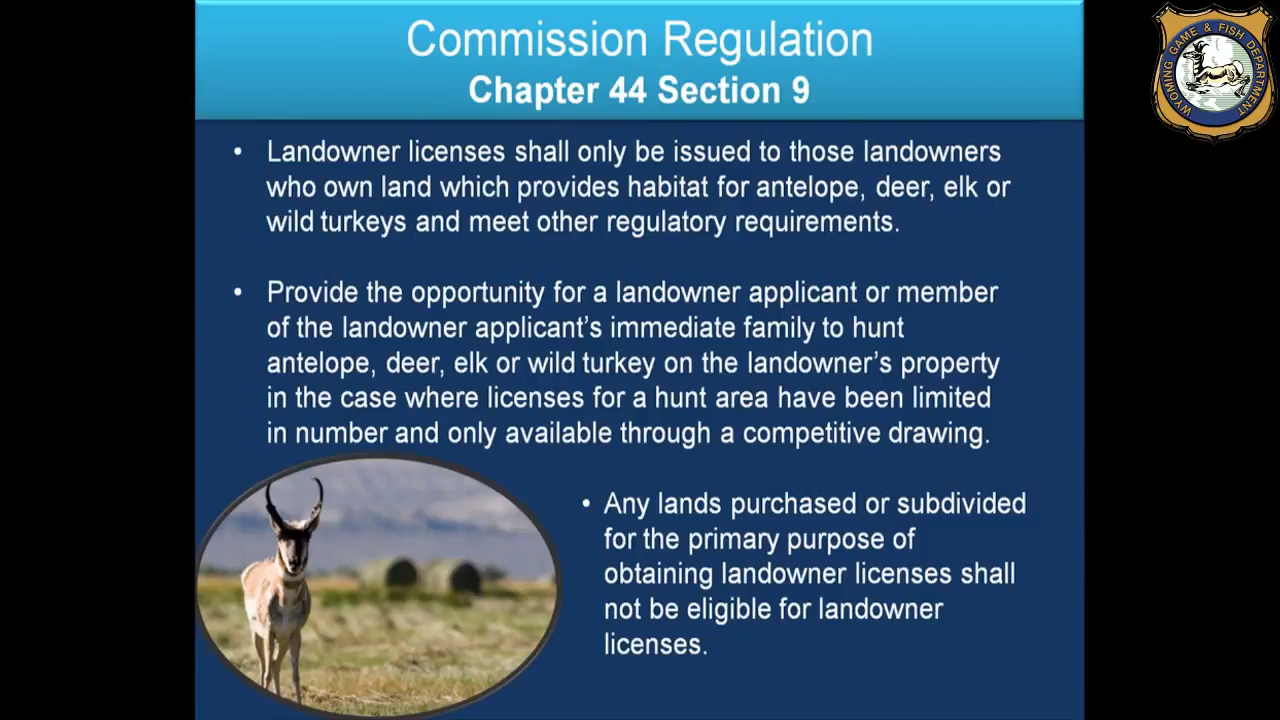 Commission Regulation
Chapter 44 Section 9
WYOMING GAME & FISH DEPARTMENT
• Landowner licenses shall only be issued to those landowners
who own land which provides habitat for antelope, deer, elk or
wild turkeys and meet other regulatory requirements.
• Provide the opportunity for a landowner applicant or member
of the landowner applicant's immediate family to hunt
antelope, deer, elk or wild turkey on the landowner's property
in the case where licenses for a hunt area have been limited
in number and only available through a competitive drawing.
• Any lands purchased or subdivided
for the primary purpose of
obtaining landowner licenses shall
not be eligible for landowner
licenses.